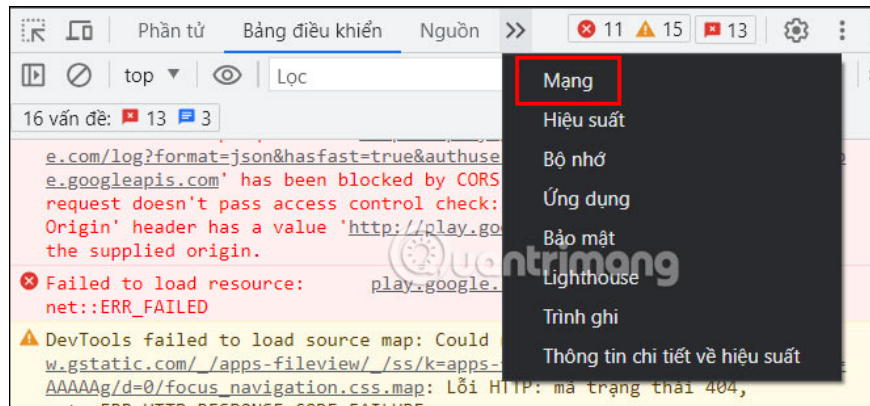 Phần tử Bảng điều khiển Nguồn 11 15 13
top Lọc
16 vấn đề: 13 3
Mạng
Hiệu suất
Bộ nhớ
Ứng dụng
Bảo mật
Lighthouse
Trình ghi
Thông tin chi tiết về hiệu suất
e.com/log?format=json&hasfast=true&authuse
e.googleapis.com' has been blocked by CORS
request doesn't pass access control check:
Origin' header has a value 'http://play.go
the supplied origin.
Failed to load resource: play.google.
net::ERR_FAILED
DevTools failed to load source map: Could
w.gstatic.com/_/apps-fileview/_/ss/k=apps-
AAAAAg/d=0/focus_navigation.css.map: Lỗi HTTP: mã trạng thái 404,
net::ERR_HTTP_RESPONSE_CODE_FAILURE
Quantrimang